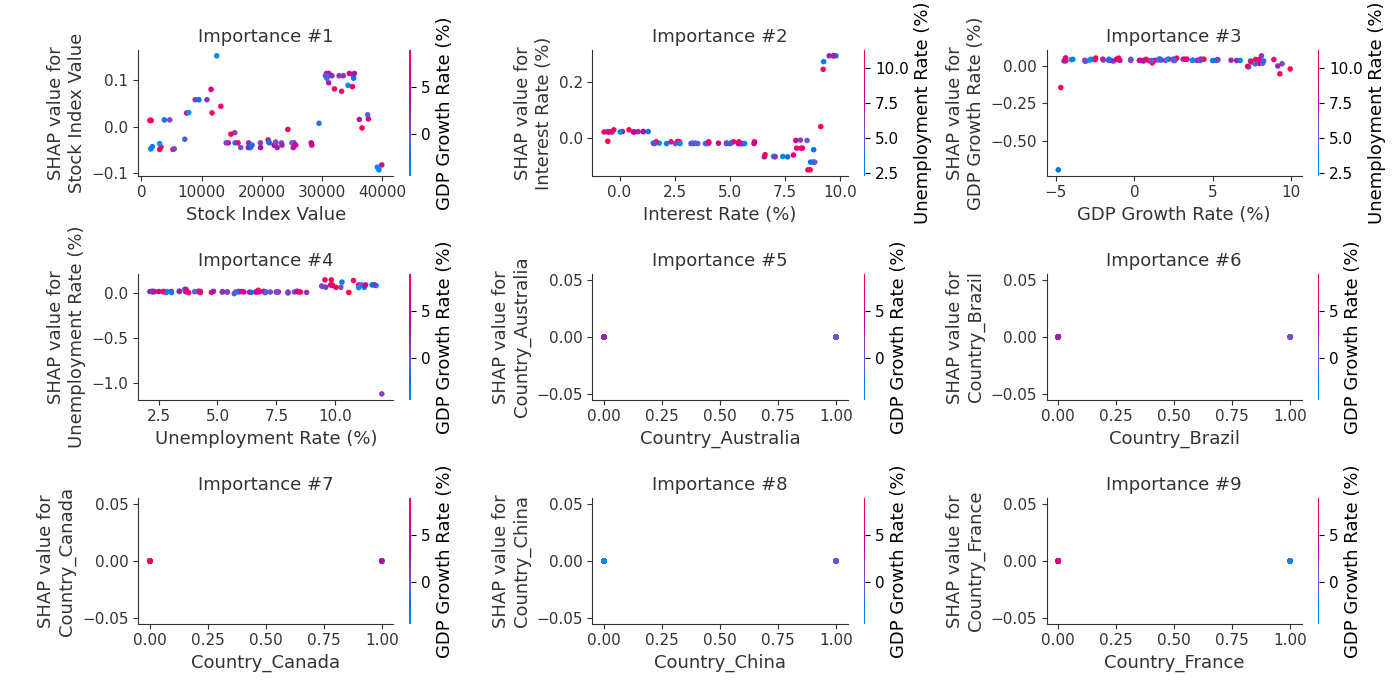 Importance #1
SHAP value for
Stock Index Value
0.1
0.0
−0.1
0
10000
20000
30000
40000
Stock Index Value
5
0
GDP Growth Rate (%)
Importance #2
SHAP value for
Interest Rate (%)
0.2
0.0
0.0
2.5
5.0
7.5
10.0
Interest Rate (%)
10.0
7.5
5.0
2.5
Unemployment Rate (%)
Importance #3
SHAP value for
GDP Growth Rate (%)
0.00
−0.25
−0.50
−5
0
5
10
GDP Growth Rate (%)
10.0
7.5
5.0
2.5
Unemployment Rate (%)
Importance #4
SHAP value for
Unemployment Rate (%)
0.0
−0.5
−1.0
2.5
5.0
7.5
10.0
Unemployment Rate (%)
5
0
GDP Growth Rate (%)
Importance #5
SHAP value for
Country_Australia
0.05
0.00
−0.05
0.00
0.25
0.50
0.75
1.00
Country_Australia
5
0
GDP Growth Rate (%)
Importance #6
SHAP value for
Country_Brazil
0.05
0.00
−0.05
0.00
0.25
0.50
0.75
1.00
Country_Brazil
5
0
GDP Growth Rate (%)
Importance #7
SHAP value for
Country_Canada
0.05
0.00
−0.05
0.00
0.25
0.50
0.75
1.00
Country_Canada
5
0
GDP Growth Rate (%)
Importance #8
SHAP value for
Country_China
0.05
0.00
−0.05
0.00
0.25
0.50
0.75
1.00
Country_China
5
0
GDP Growth Rate (%)
Importance #9
SHAP value for
Country_France
0.05
0.00
−0.05
0.00
0.25
0.50
0.75
1.00
Country_France
5
0
GDP Growth Rate (%)